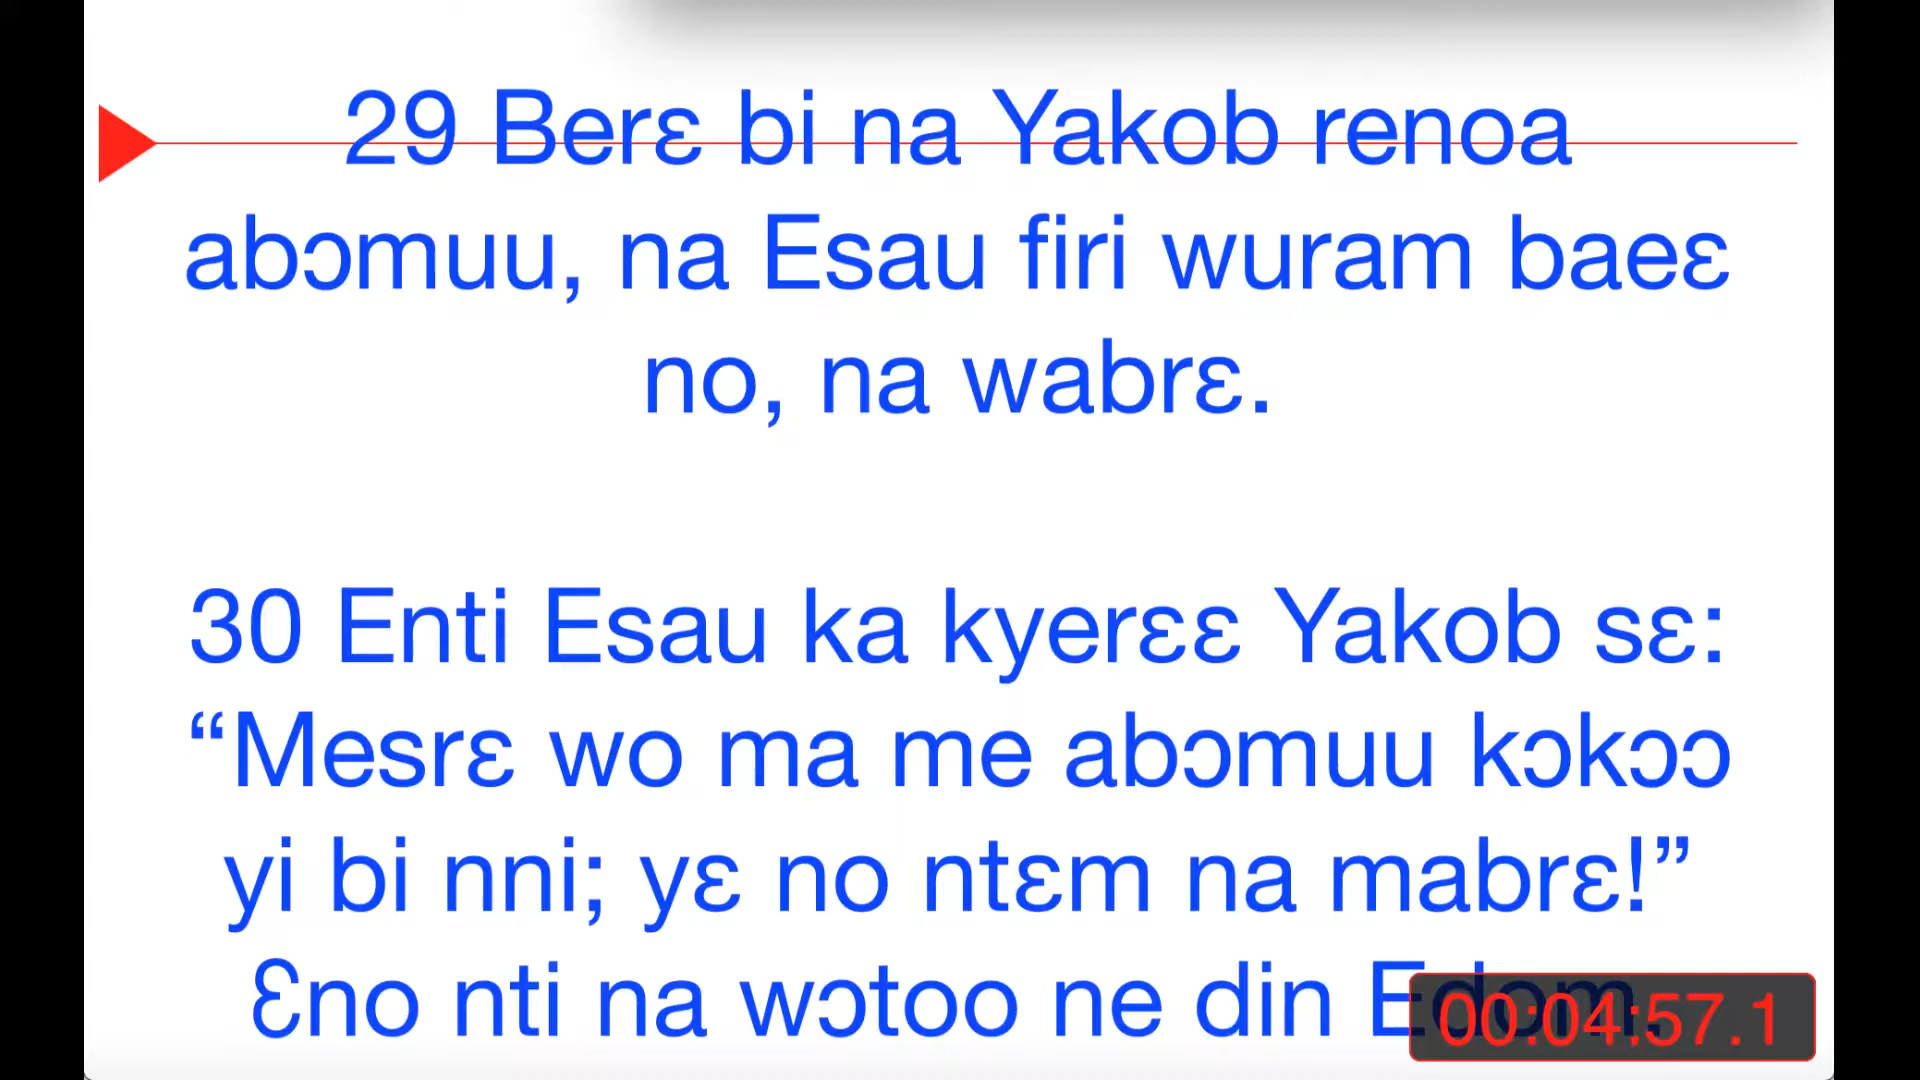 29 Berɛ bi na Yakob renoa
abɔmuu, na Esau firi wuram baeɛ
no, na wabrɛ.
30 Enti Esau ka kyerɛɛ Yakob sɛ:
“Mesrɛ wo ma me abɔmuu kɔkɔɔ
yi bi nni; yɛ no ntɛm na mabrɛ!”
Ɛno nti na wɔtoo ne din Edom.
00:04:57.1